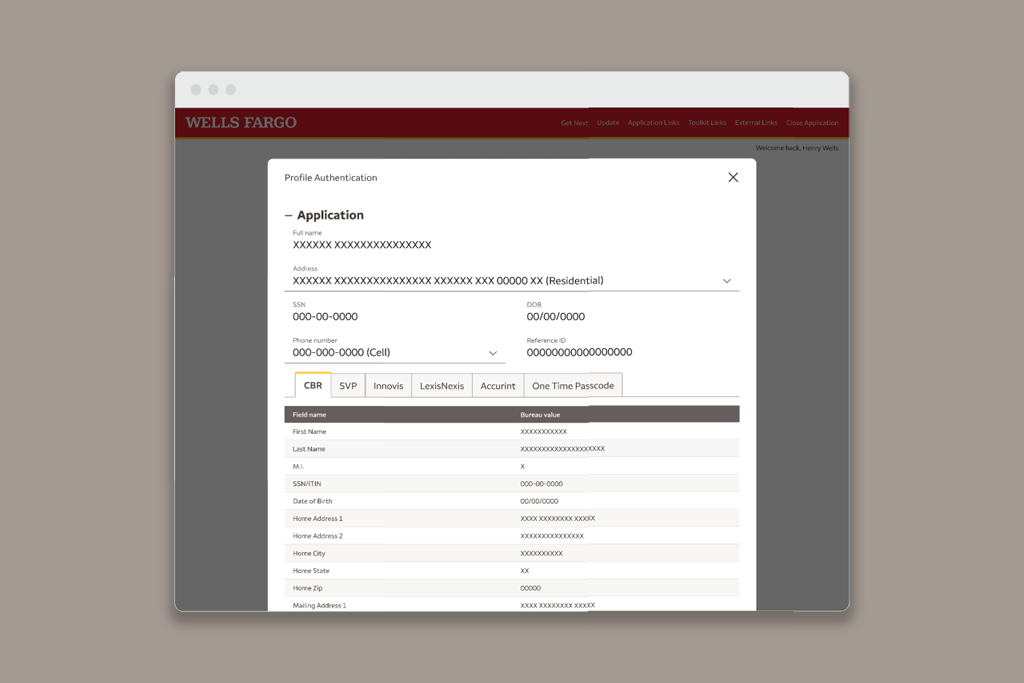 WELLS FARGO
Get Next Update Application Links Toolkit Links External Links Close Application
Welcome back, Henry Wells
Profile Authentication
Application
Full name
XXXXXX XXXXXXXXXXXXXXX
Address
XXXXXX XXXXXXXXXXXXXXX XXXXXX XXX 00000 XX (Residential)
SSN DOB
000-00-0000 00/00/0000
Phone number Reference ID
000-000-0000 (Cell) 00000000000000000
CBR SVP Innovis LexisNexis Accurint One Time Passcode
Field name Bureau value
First Name XXXXXXXXXXX
Last Name XXXXXXXXXXXXXXXXXXXX
M.I. X
SSN/ITIN 000-00-0000
Date of Birth 00/00/0000
Home Address 1 XXXX XXXXXXXX XXXXX
Home Address 2 XXXXXXXXXXXXXXX
Home City XXXXXXXXXX
Home State XX
Home Zip 00000
Mailing Address 1 XXXX XXXXXXXX XXXXX